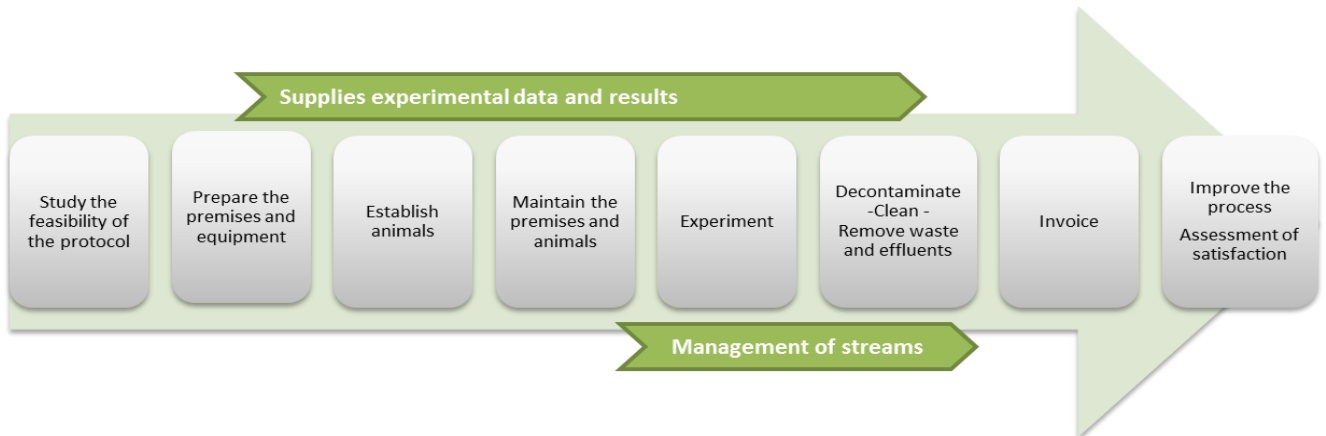 Supplies experimental data and results
Study the
feasibility of
the protocol
Prepare the
premises and
equipment
Establish
animals
Maintain the
premises and
animals
Experiment
Decontaminate
-Clean -
Remove waste
and effluents
Invoice
Improve the
process
Assessment of
satisfaction
Management of streams